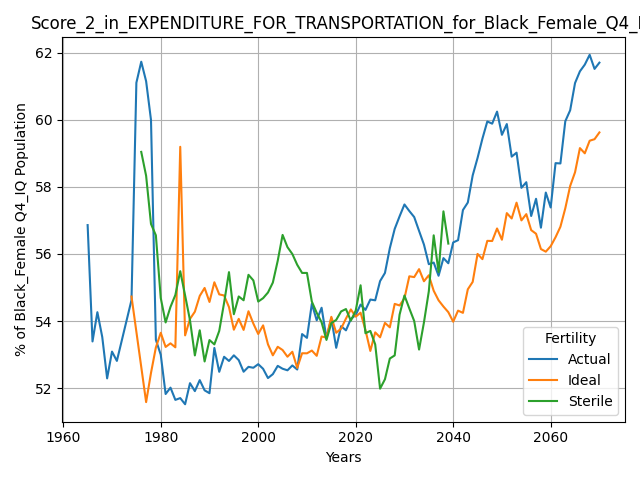 Score_2_in_EXPENDITURE_FOR_TRANSPORTATION_for_Black_Female_Q4_I
% of Black_Female Q4_IQ Population
62
60
58
56
54
52
1960
1980
2000
2020
2040
2060
Years
Fertility
Actual
Ideal
Sterile